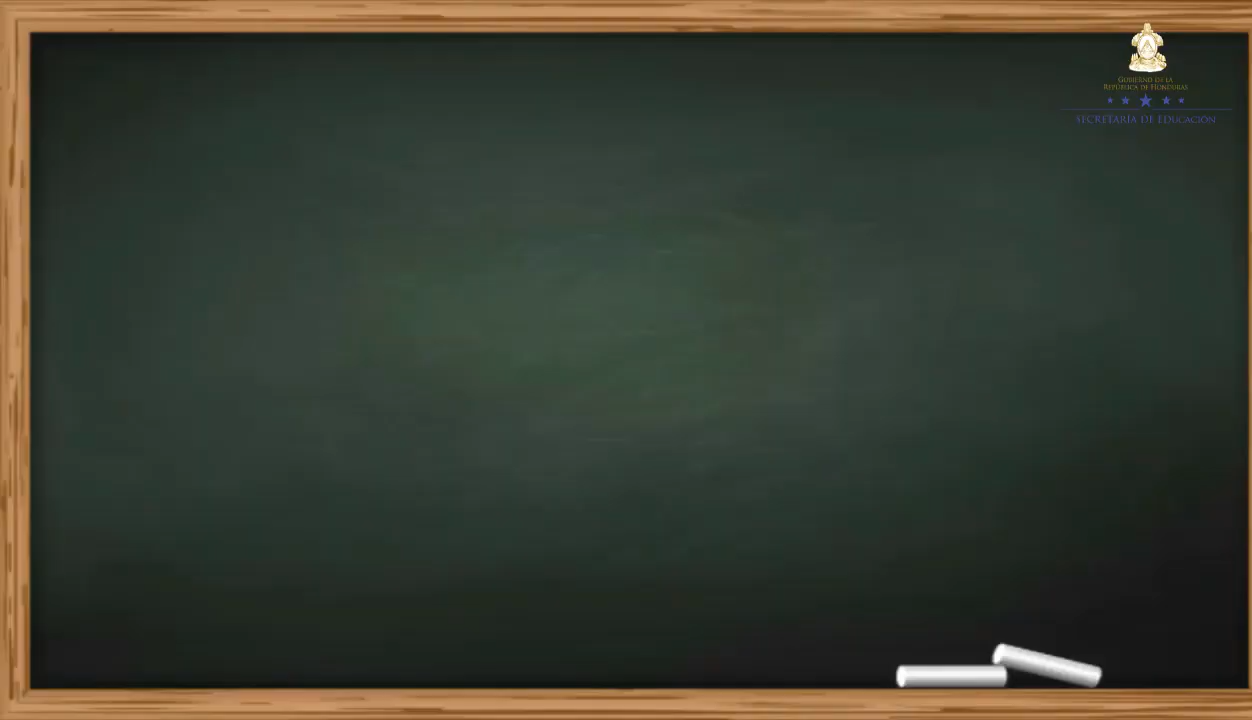 GOBIERNO DE LA
REPÚBLICA DE HONDURAS
SECRETARÍA DE EDUCACIÓN